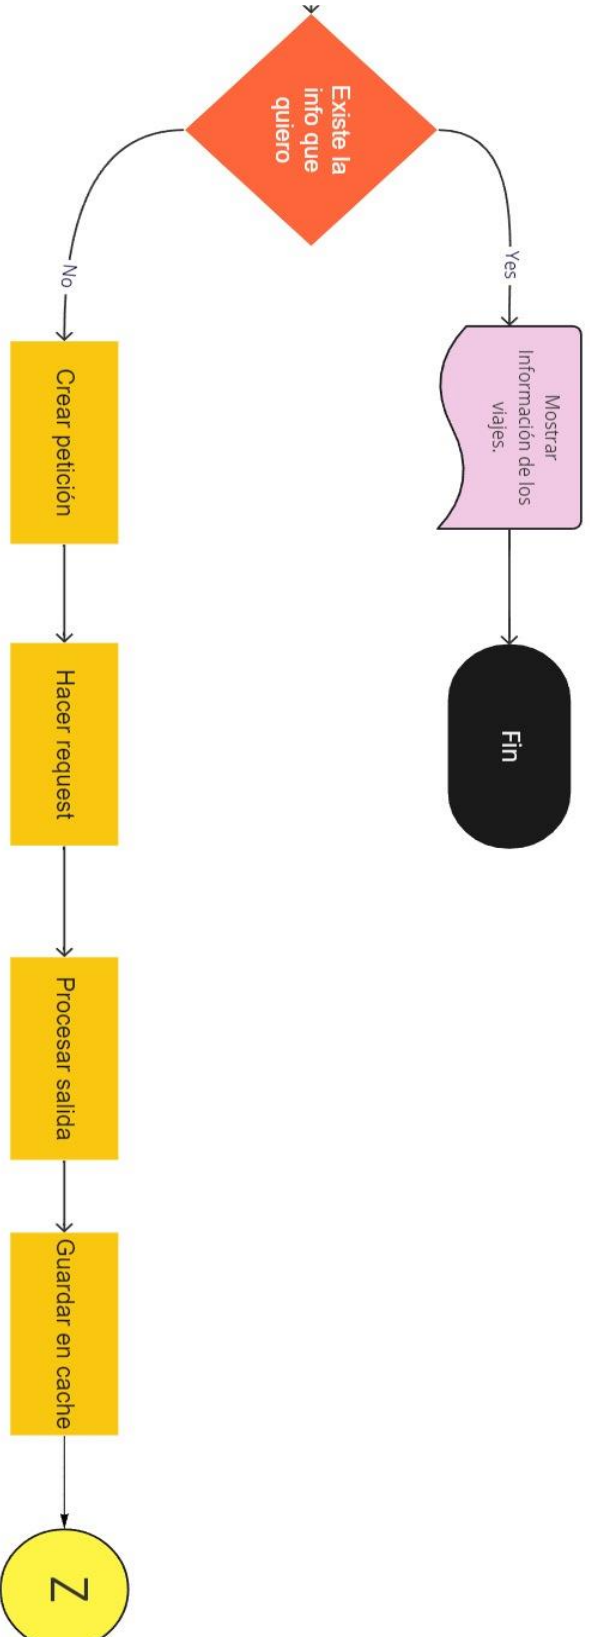 Existe la
info que
quiero
Yes
Mostrar
Información de los
viajes.
Fin
No
Crear petición
Hacer request
Procesar salida
Guardar en cache
Z